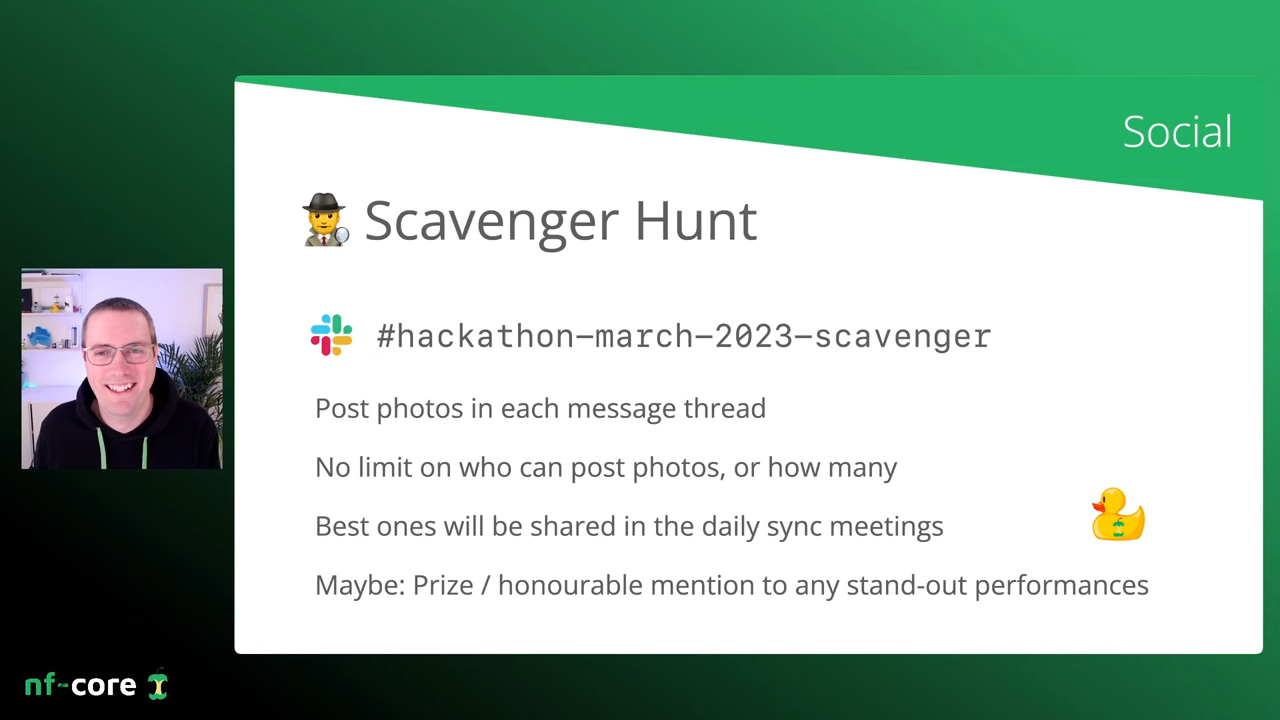 Social
Scavenger Hunt
#hackathon-march-2023-scavenger
Post photos in each message thread
No limit on who can post photos, or how many
Best ones will be shared in the daily sync meetings
Maybe: Prize / honourable mention to any stand-out performances
nf-core